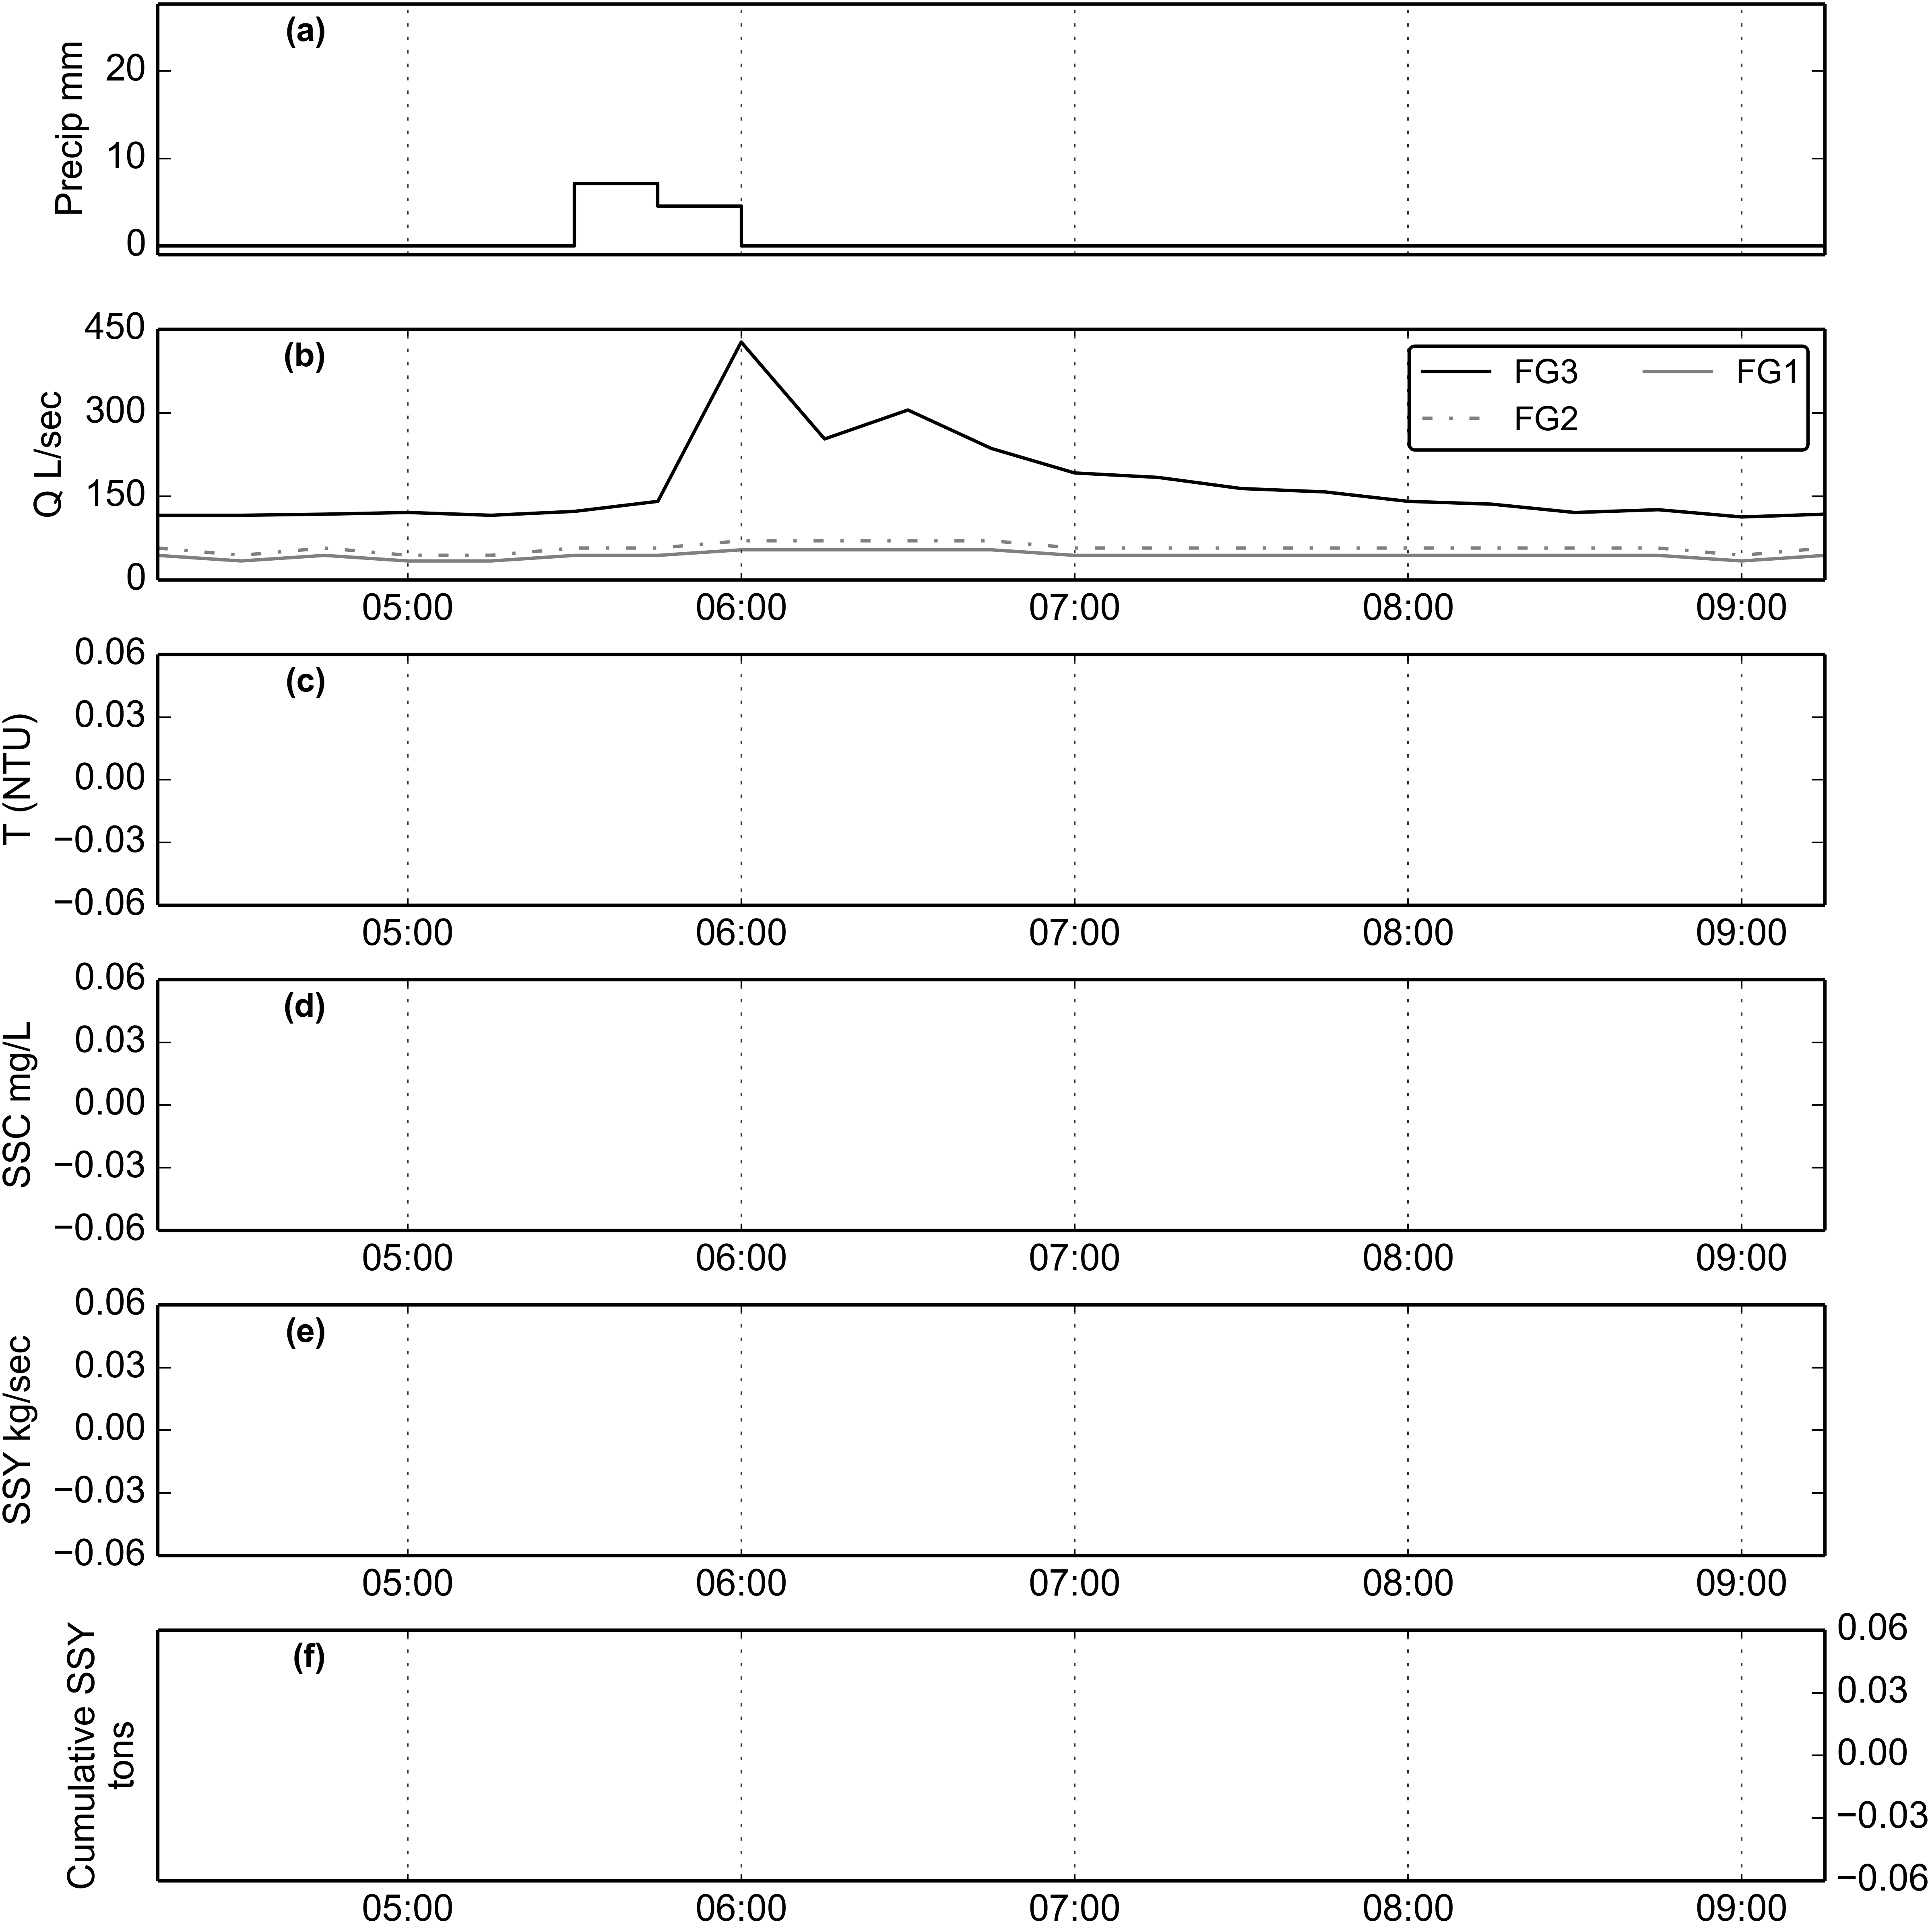 (a)
Precip mm
20
10
0
(b)
Q L/sec
450
300
150
0
FG3
FG1
FG2
05:00 06:00 07:00 08:00 09:00
(c)
T (NTU)
0.06
0.03
0.00
−0.03
−0.06
05:00 06:00 07:00 08:00 09:00
(d)
SSC mg/L
0.06
0.03
0.00
−0.03
−0.06
05:00 06:00 07:00 08:00 09:00
(e)
SSY kg/sec
0.06
0.03
0.00
−0.03
−0.06
05:00 06:00 07:00 08:00 09:00
(f)
Cumulative SSY
tons
0.06
0.03
0.00
−0.03
−0.06
05:00 06:00 07:00 08:00 09:00